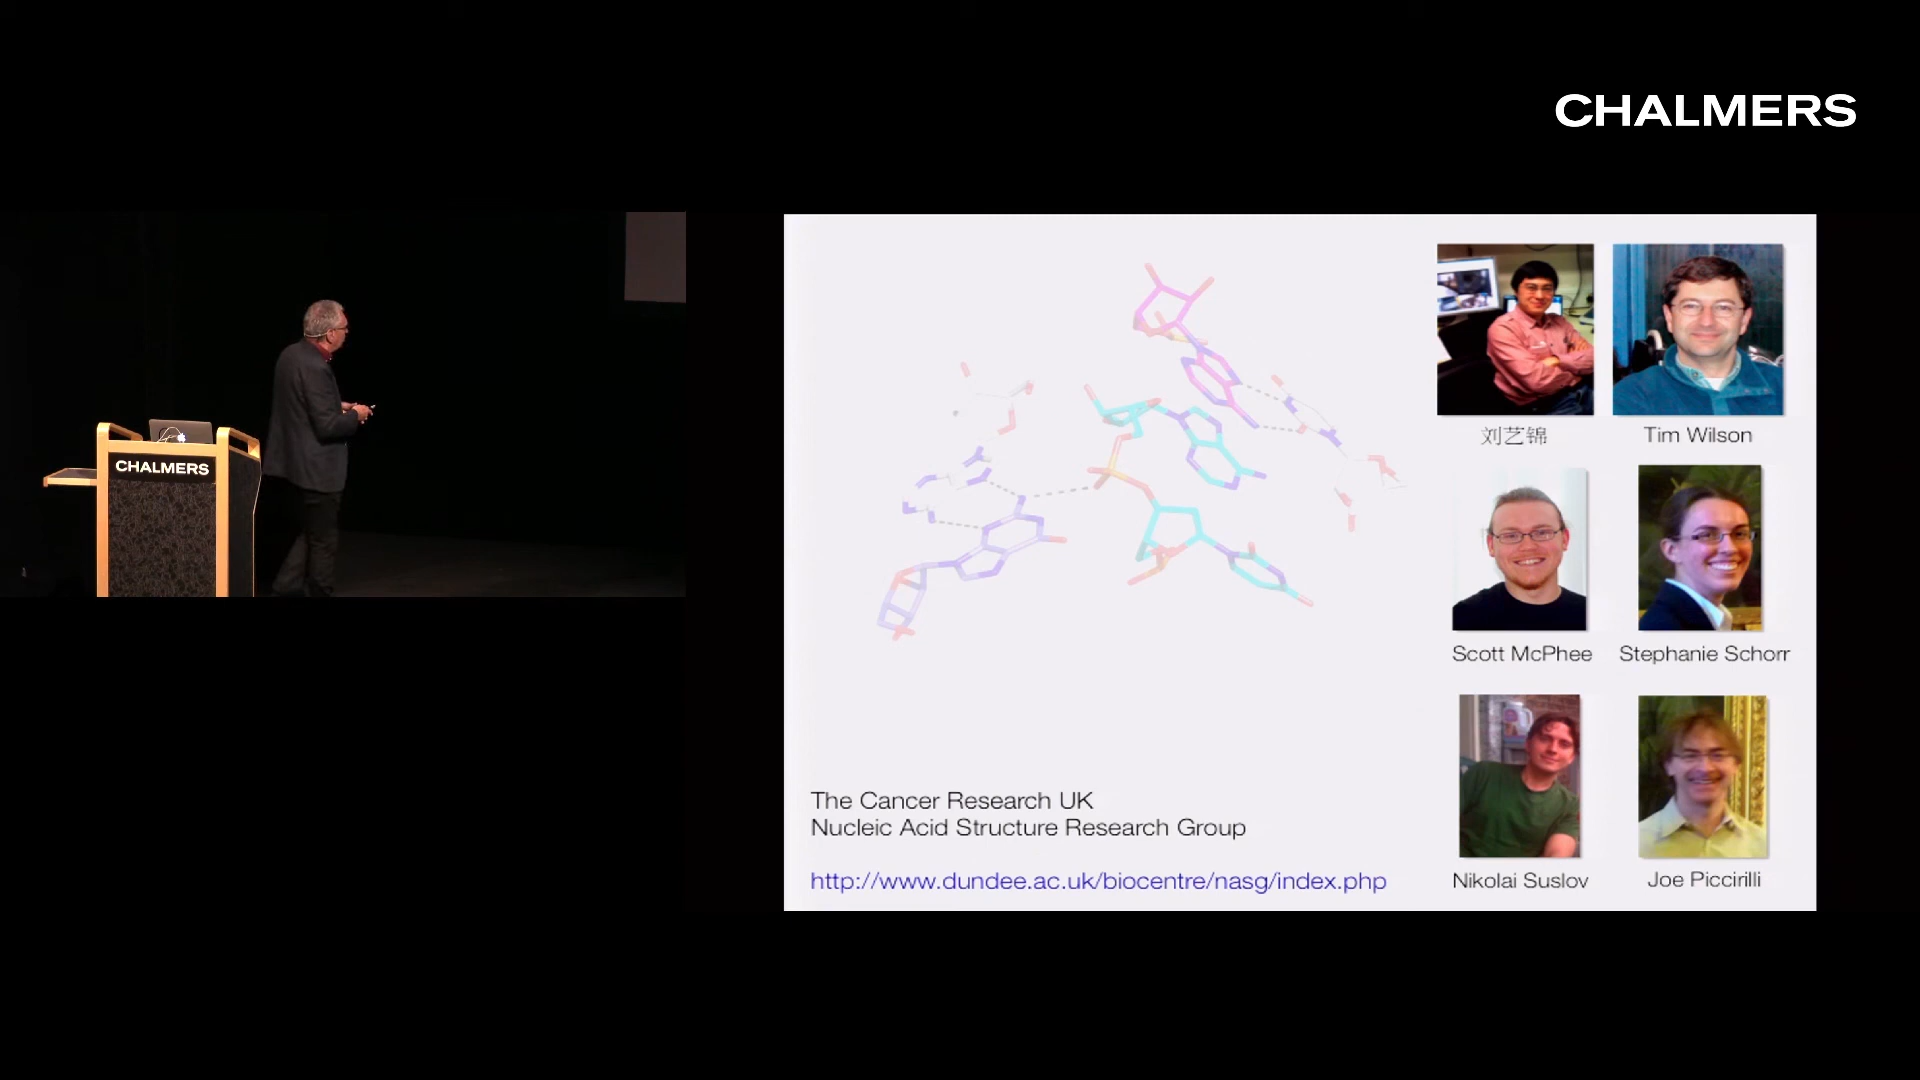 CHALMERS
CHALMERS
刘艺锦
Tim Wilson
Scott McPhee
Stephanie Schorr
Nikolai Suslov
Joe Piccirilli
The Cancer Research UK
Nucleic Acid Structure Research Group
http://www.dundee.ac.uk/biocentre/nasg/index.php